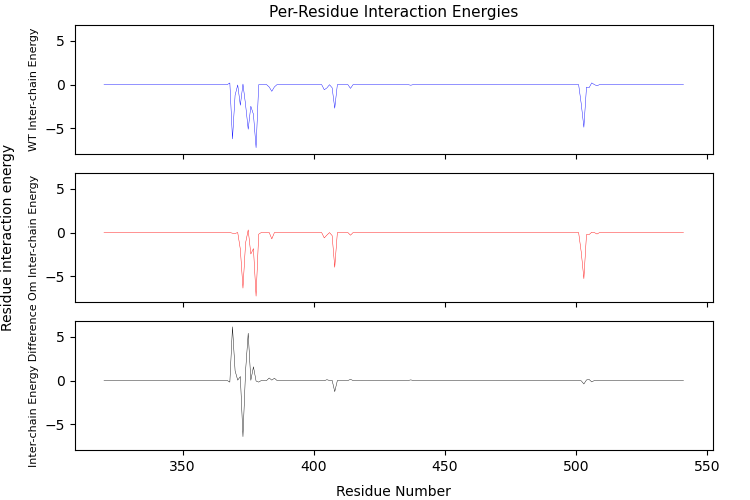 Per-Residue Interaction Energies
Residue interaction energy
WT Inter-chain Energy
5
0
−5
Om Inter-chain Energy
5
0
−5
Inter-chain Energy Difference
5
0
−5
350
400
450
500
550
Residue Number